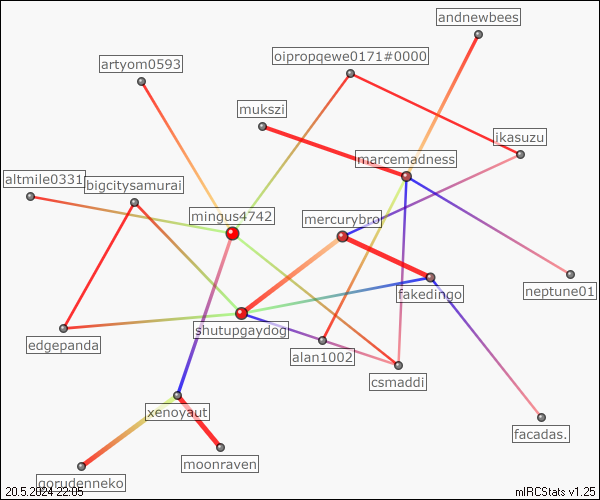 andnewbees
oipropqewe0171#0000
artyom0593
mukszi
ikasuzu
marcemadness
altmile0331
bigcitysamurai
mingus4742
mercurybro
neptune01
fakedingo
shutupgaydog
edgepanda
alan1002
csmaddi
xenoyaut
facadas.
moonraven
gorudenneko
20.5.2024 22:05
mIRCStats v1.25